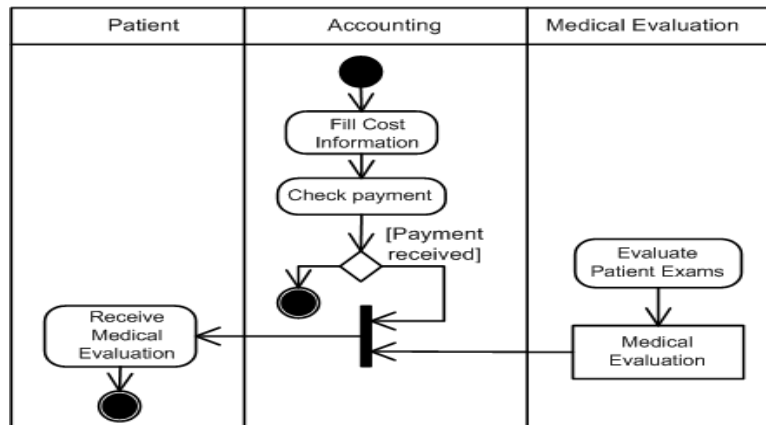 Patient
Accounting
Medical Evaluation
Fill Cost
Information
Check payment
[Payment
received]
Evaluate
Patient Exams
Receive
Medical
Evaluation
Medical
Evaluation